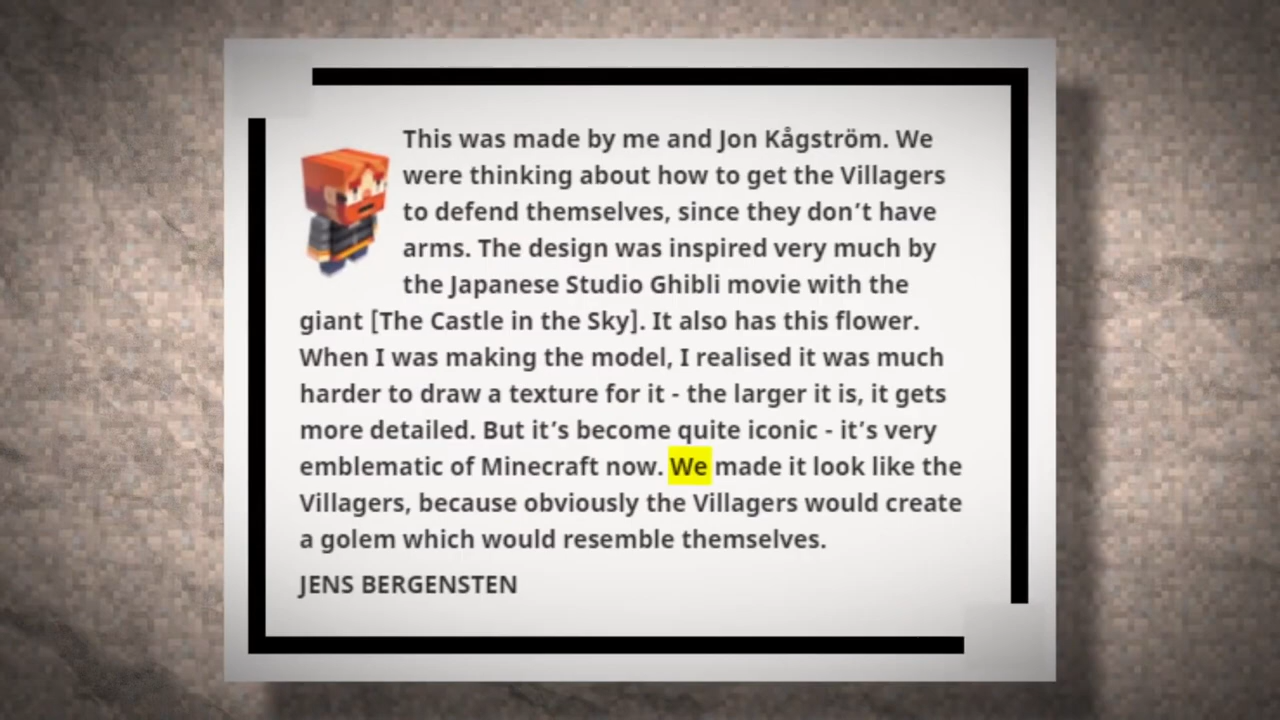 This was made by me and Jon Kågström. We
were thinking about how to get the Villagers
to defend themselves, since they don’t have
arms. The design was inspired very much by
the Japanese Studio Ghibli movie with the
giant [The Castle in the Sky]. It also has this flower.
When I was making the model, I realised it was much
harder to draw a texture for it - the larger it is, it gets
more detailed. But it’s become quite iconic - it’s very
emblematic of Minecraft now. We made it look like the
Villagers, because obviously the Villagers would create
a golem which would resemble themselves.
JENS BERGENSTEN